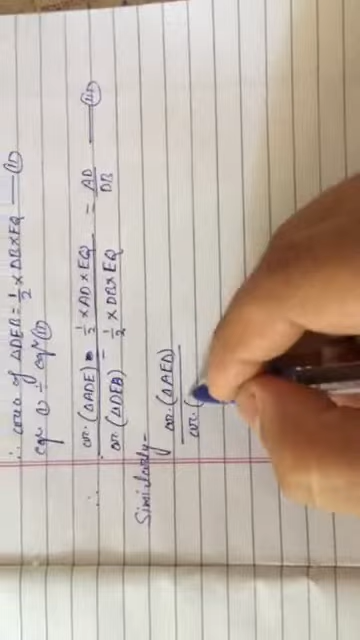 ∴ area of ΔDEB = 1/2 × DB × EQ —(II)
eqn (I) ÷ eqn (II)
∴ ar.(ΔADE) / ar.(ΔDEB) = 1/2 × AD × EQ / 1/2 × DB × EQ = AD/DB —(III)
Similarly-
ar.(ΔAED)
ar.(